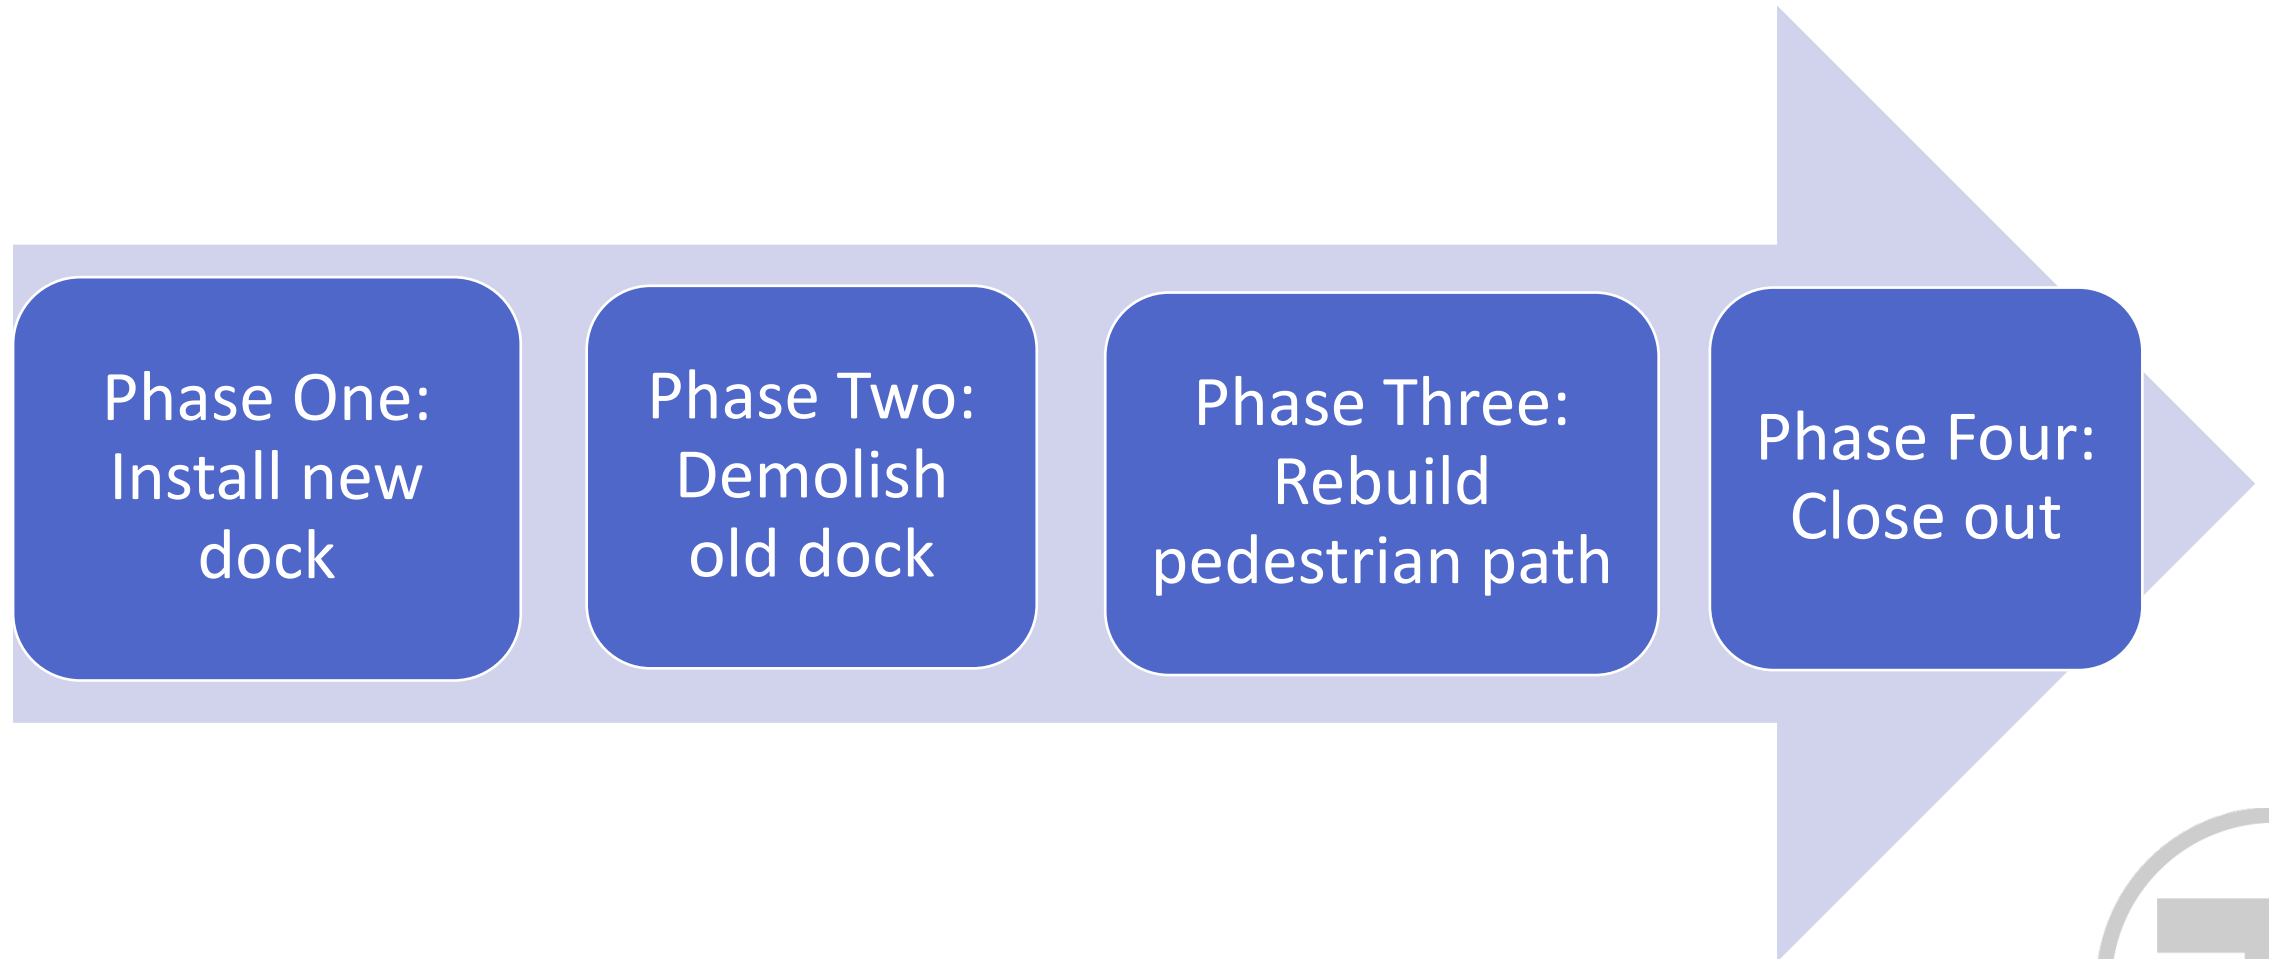 Phase One:
Install new
dock
Phase Two:
Demolish
old dock
Phase Three:
Rebuild
pedestrian path
Phase Four:
Close out